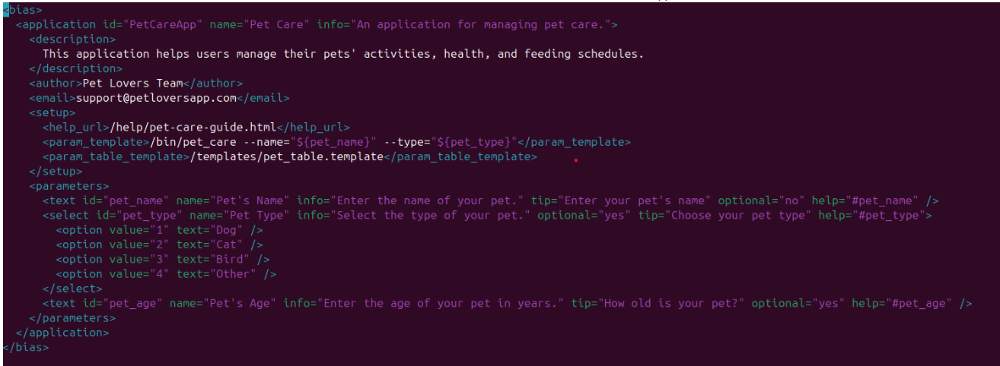 <bias>
  <application id="PetCareApp" name="Pet Care" info="An application for managing pet care.">
    <description>
      This application helps users manage their pets' activities, health, and feeding schedules.
    </description>
    <author>Pet Lovers Team</author>
    <email>support@petloversapp.com</email>
    <setup>
      <help_url>/help/pet-care-guide.html</help_url>
      <param_template>/bin/pet_care --name="${pet_name}" --type="${pet_type}"</param_template>
      <param_table_template>/templates/pet_table.template</param_table_template>
    </setup>
    <parameters>
      <text id="pet_name" name="Pet's Name" info="Enter the name of your pet." tip="Enter your pet's name" optional="no" help="#pet_name" />
      <select id="pet_type" name="Pet Type" info="Select the type of your pet." optional="yes" tip="Choose your pet type" help="#pet_type">
        <option value="1" text="Dog" />
        <option value="2" text="Cat" />
        <option value="3" text="Bird" />
        <option value="4" text="Other" />
      </select>
      <text id="pet_age" name="Pet's Age" info="Enter the age of your pet in years." tip="How old is your pet?" optional="yes" help="#pet_age" />
    </parameters>
  </application>
</bias>